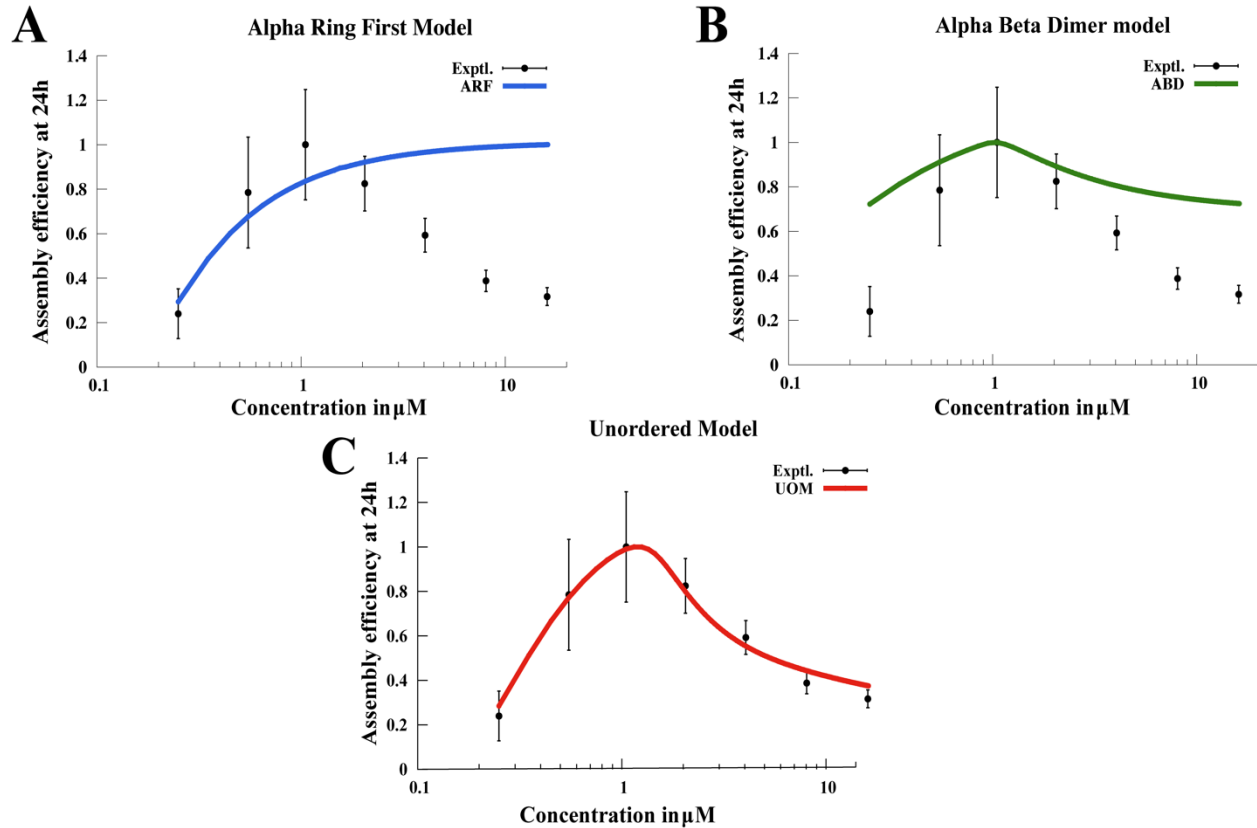 A
Alpha Ring First Model
Exptl.
ARF
1.4
1.2
1
0.8
0.6
0.4
0.2
0
0.1
1
10
Assembly efficiency at 24h
Concentration in µM
B
Alpha Beta Dimer model
Exptl.
ABD
1.4
1.2
1
0.8
0.6
0.4
0.2
0
0.1
1
10
Assembly efficiency at 24h
Concentration in µM
C
Unordered Model
Exptl.
UOM
1.4
1.2
1
0.8
0.6
0.4
0.2
0
0.1
1
10
Assembly efficiency at 24h
Concentration in µM